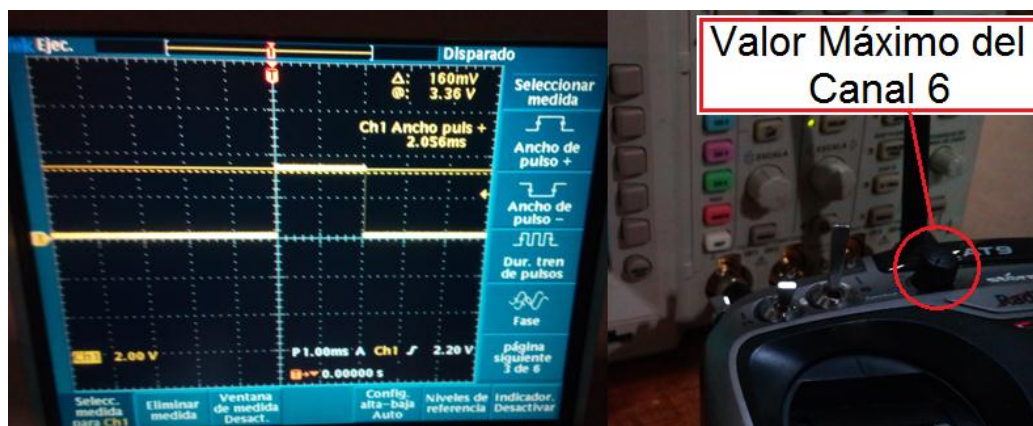 Ejec.
Disparado
Δ: 160mV
@: 3.36 V
Ch1 Ancho puls +
2.056ms
Seleccionar
medida
Ancho de
pulso +
Ancho de
pulso −
Dur. tren
de pulsos
Fase
página
siguiente
3 de 6
Ch1 2.00 V
P 1.00ms A Ch1 2.20 V
0.00000 s
Selecc.
medida
para Ch1
Eliminar
medida
Ventana
de medida
Desact.
Config.
alta-baja
Auto
Niveles de
referencia
Indicador.
Desactivar
Valor Máximo del
Canal 6
ESCALA
ESCALA
AT9